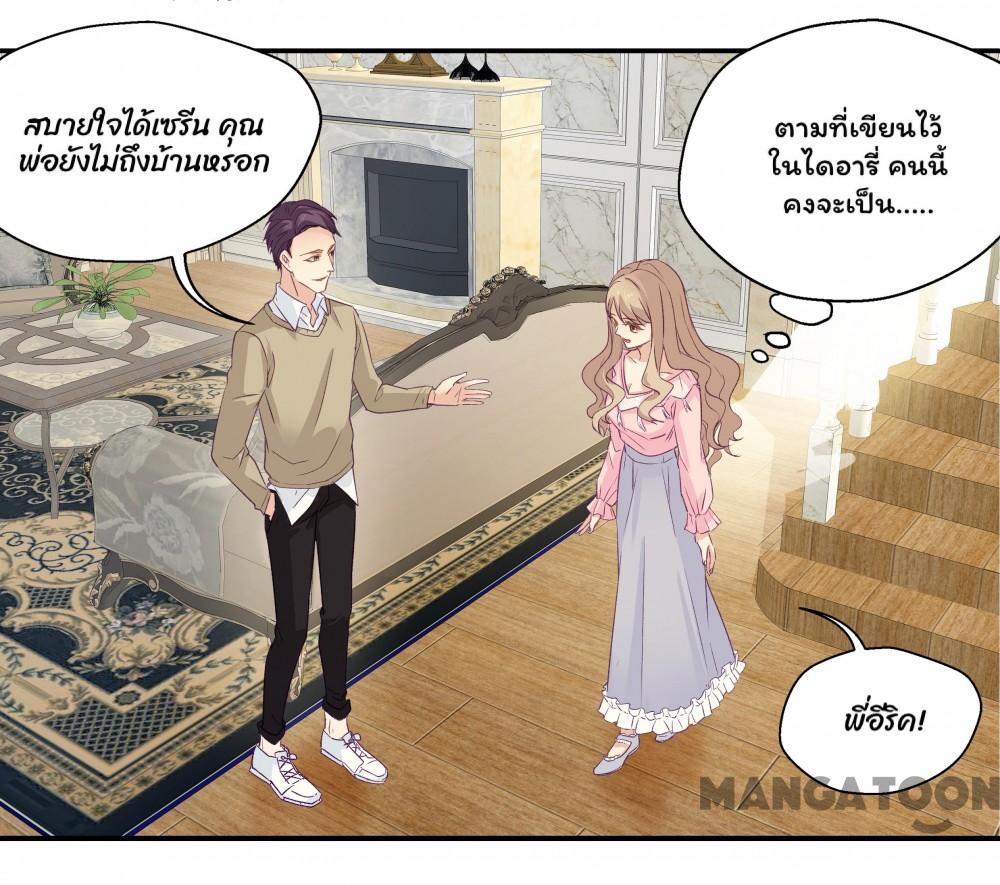 สบายใจได้เซรีน คุณ
พ่อยังไม่ถึงบ้านหรอก
ตามที่เขียนไว้
ในไดอารี่ คนนี้
คงจะเป็น.....
พี่อีริค!
MANGATOON